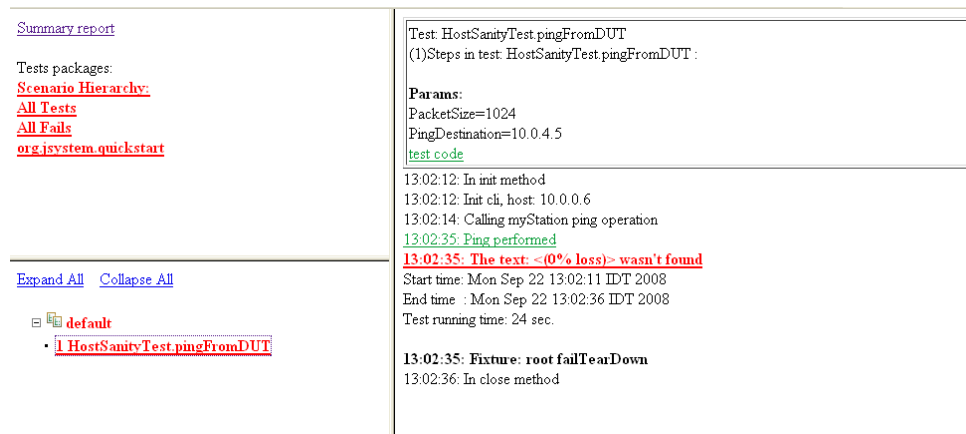 Summary report
Tests packages:
Scenario Hierarchy:
All Tests
All Fails
org.jsystem.quickstart
Expand All Collapse All
default
1 HostSanityTest.pingFromDUT
Test: HostSanityTest.pingFromDUT
(1)Steps in test: HostSanityTest.pingFromDUT :
Params:
PacketSize=1024
PingDestination=10.0.4.5
test code
13:02:12: In init method
13:02:12: Init cli, host: 10.0.0.6
13:02:14: Calling myStation ping operation
13:02:35: Ping performed
13:02:35: The text: <(0% loss)> wasn't found
Start time: Mon Sep 22 13:02:11 IDT 2008
End time : Mon Sep 22 13:02:36 IDT 2008
Test running time: 24 sec.
13:02:35: Fixture: root failTearDown
13:02:36: In close method